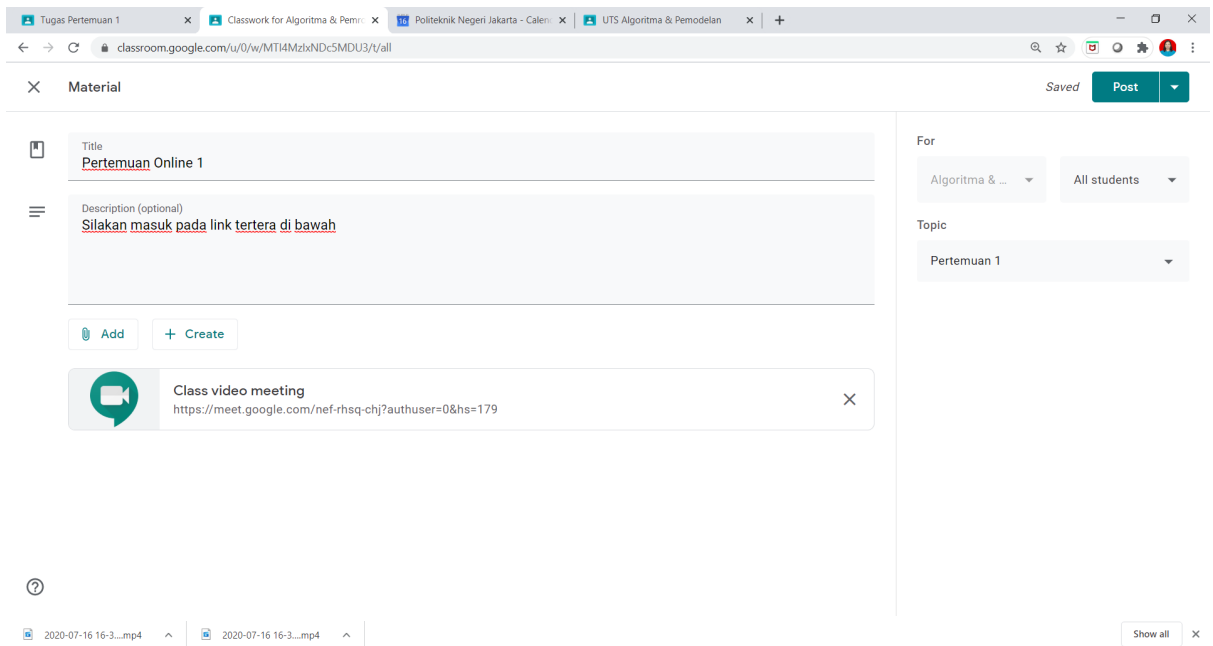 Tugas Pertemuan 1
Classwork for Algoritma & Pemro
Politeknik Negeri Jakarta - Calend
UTS Algoritma & Pemodelan
classroom.google.com/u/0/w/MTI4MzIxNDc5MDU3/t/all
Material
Saved
Post
Title
Pertemuan Online 1
Description (optional)
Silakan masuk pada link tertera di bawah
Add
Create
Class video meeting
https://meet.google.com/nef-rhsq-chj?authuser=0&hs=179
For
Algoritma & ...
All students
Topic
Pertemuan 1
2020-07-16 16-3....mp4
2020-07-16 16-3....mp4
Show all